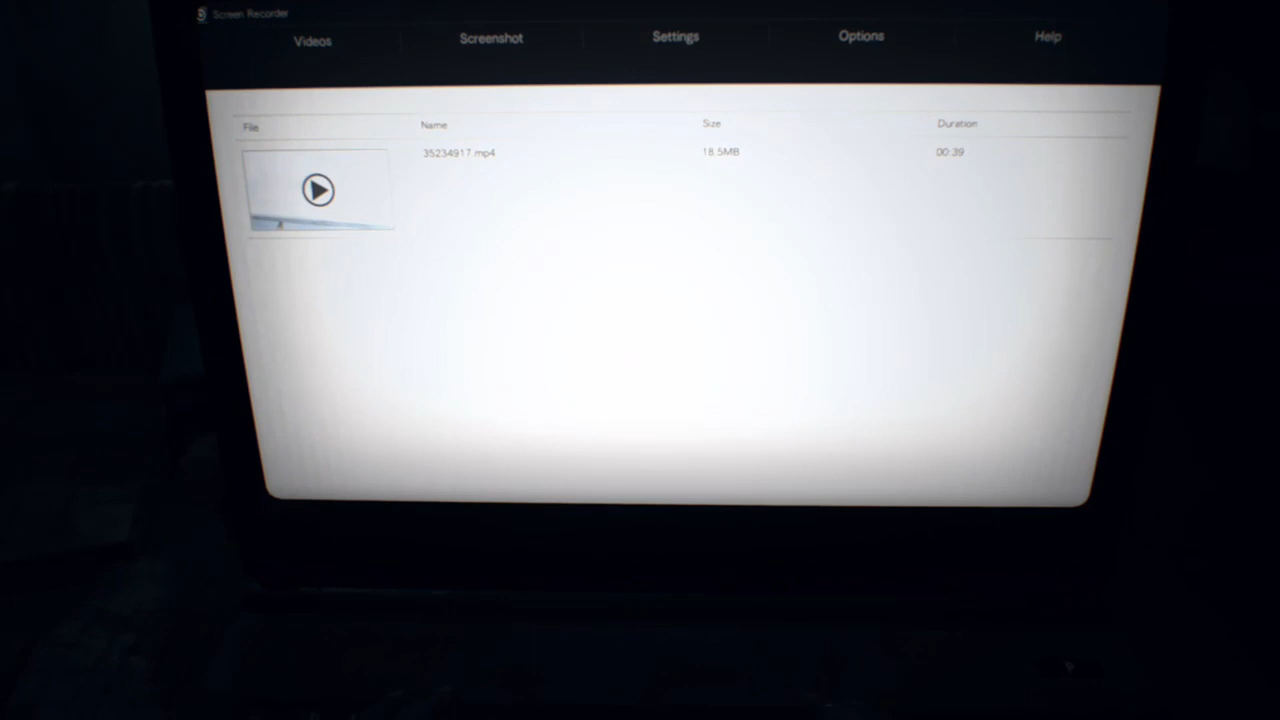 Screen Recorder
Videos Screenshot Settings Options Help
File Name Size Duration
35234917.mp4 18.5MB 00:39